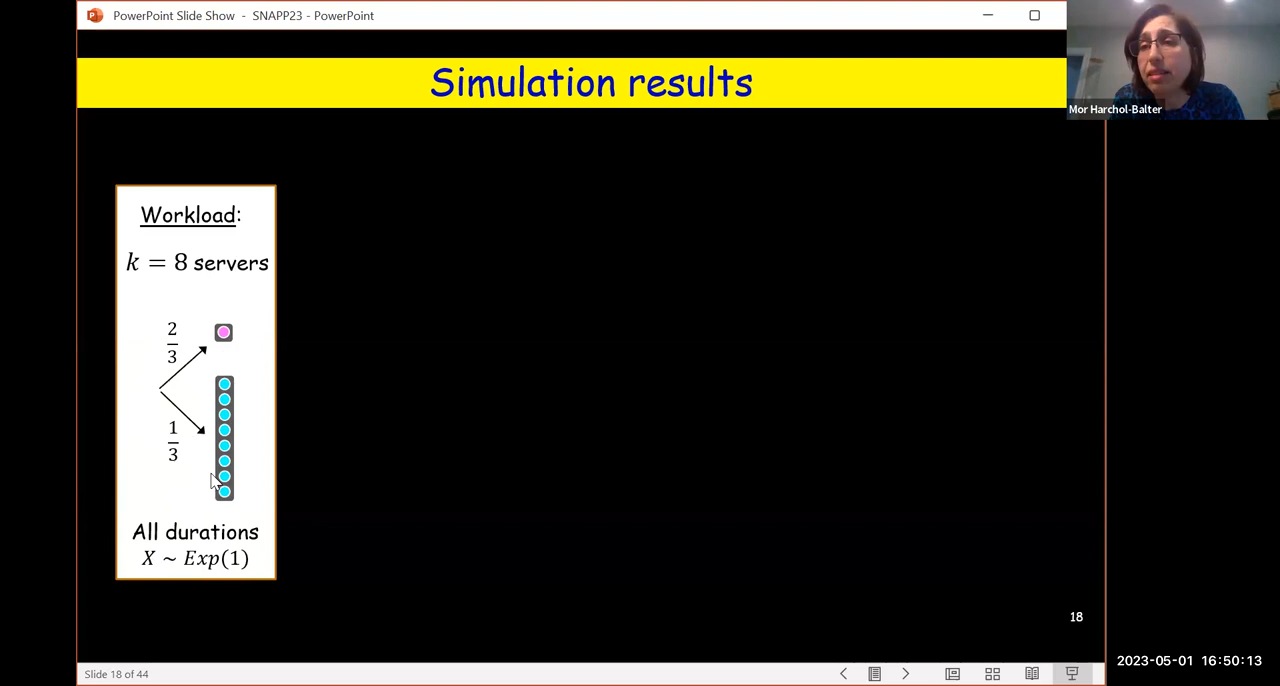 PowerPoint Slide Show - SNAPP23 - PowerPoint
Simulation results
Mor Harchol-Balter
Workload:
k = 8 servers
2
3
1
3
All durations
X ~ Exp(1)
18
2023-05-01 16:50:13
Slide 18 of 44